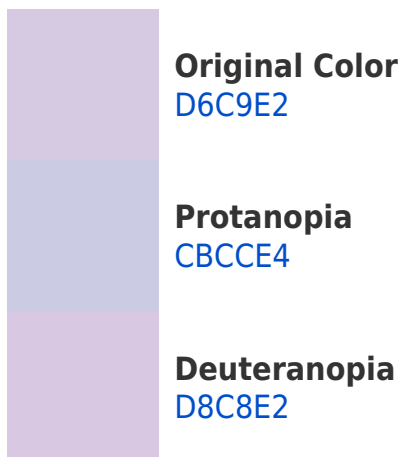 Original Color
D6C9E2
Protanopia
CBCCE4
Deuteranopia
D8C8E2